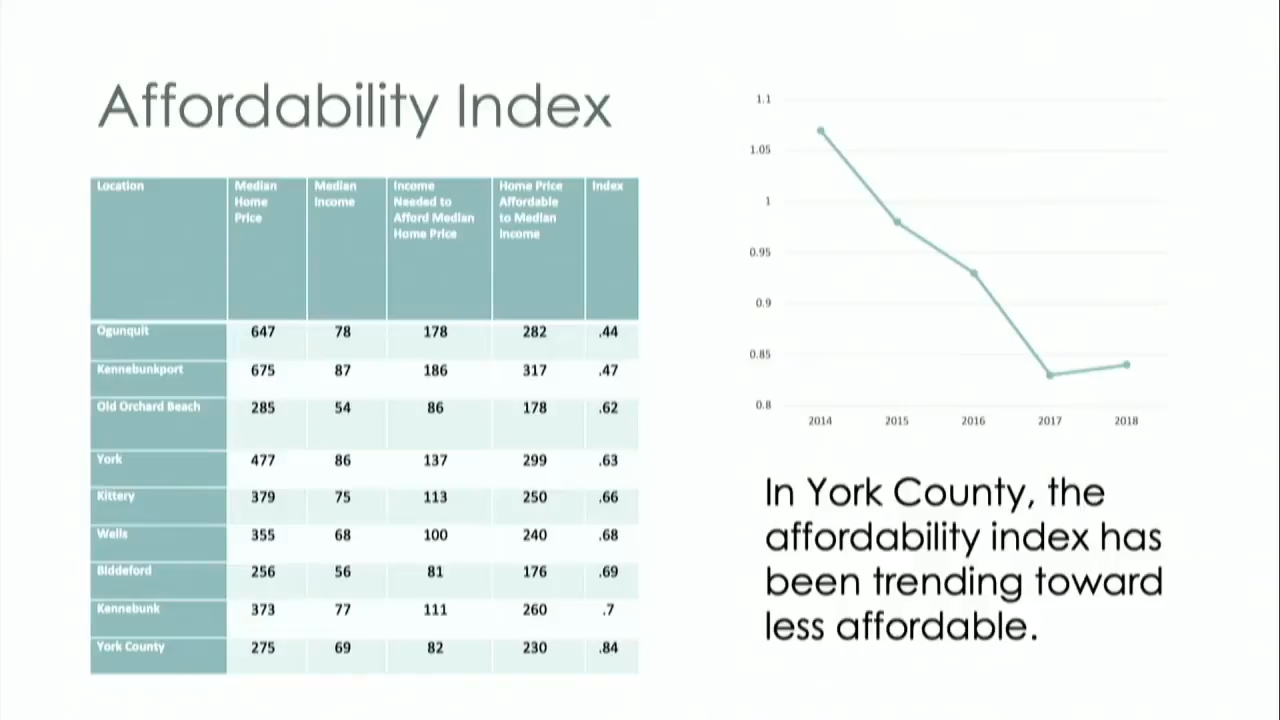 Affordability Index
Location Median Home Price Median Income Income Needed to Afford Median Home Price Home Price Affordable to Median Income Index
Ogunquit 647 78 178 282 .44
Kennebunkport 675 87 186 317 .47
Old Orchard Beach 285 54 86 178 .62
York 477 86 137 299 .63
Kittery 379 75 113 250 .66
Wells 355 68 100 240 .68
Biddeford 256 56 81 176 .69
Kennebunk 373 77 111 260 .7
York County 275 69 82 230 .84
1.1
1.05
1
0.95
0.9
0.85
0.8
2014 2015 2016 2017 2018
In York County, the
affordability index has
been trending toward
less affordable.